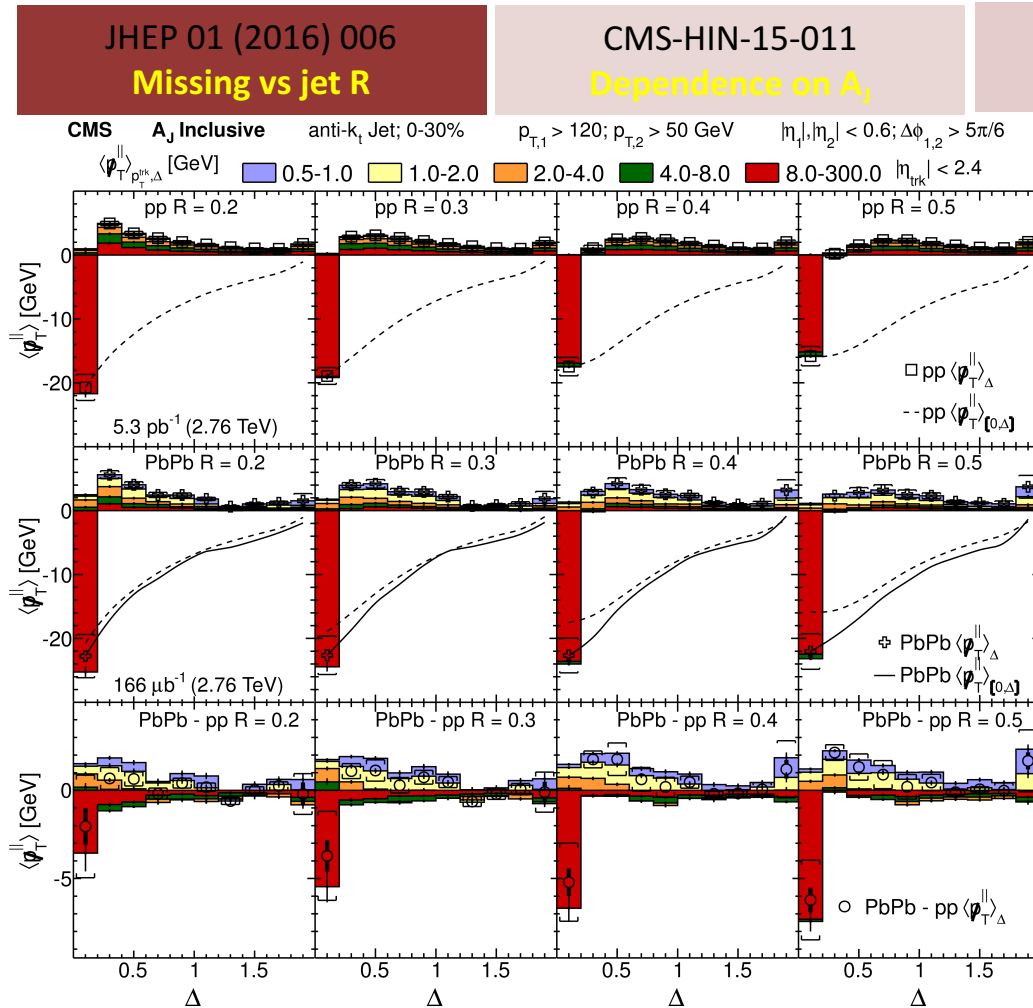 JHEP 01 (2016) 006
Missing vs jet R
CMS-HIN-15-011
Dependence on A_J
CMS A_J Inclusive anti-k_t Jet; 0-30% p_{T,1} > 120; p_{T,2} > 50 GeV |η_1|,|η_2| < 0.6; Δϕ_{1,2} > 5π/6
⟨p̸_T^{||}⟩_{p_T^{trk},Δ} [GeV] 0.5-1.0 1.0-2.0 2.0-4.0 4.0-8.0 8.0-300.0 |η_{trk}| < 2.4
pp R = 0.2 pp R = 0.3 pp R = 0.4 pp R = 0.5
0
-10
-20
⟨p̸_T^{||}⟩ [GeV]
5.3 pb^{-1} (2.76 TeV)
pp ⟨p̸_T^{||}⟩_Δ
pp ⟨p̸_T^{||}⟩_{[0,Δ]}
PbPb R = 0.2 PbPb R = 0.3 PbPb R = 0.4 PbPb R = 0.5
0
-10
-20
⟨p̸_T^{||}⟩ [GeV]
166 μb^{-1} (2.76 TeV)
PbPb ⟨p̸_T^{||}⟩_Δ
PbPb ⟨p̸_T^{||}⟩_{[0,Δ]}
PbPb - pp R = 0.2 PbPb - pp R = 0.3 PbPb - pp R = 0.4 PbPb - pp R = 0.5
0
-5
⟨p̸_T^{||}⟩ [GeV]
PbPb - pp ⟨p̸_T^{||}⟩_Δ
0.5 1 1.5 0.5 1 1.5 0.5 1 1.5 0.5 1 1.5
Δ Δ Δ Δ